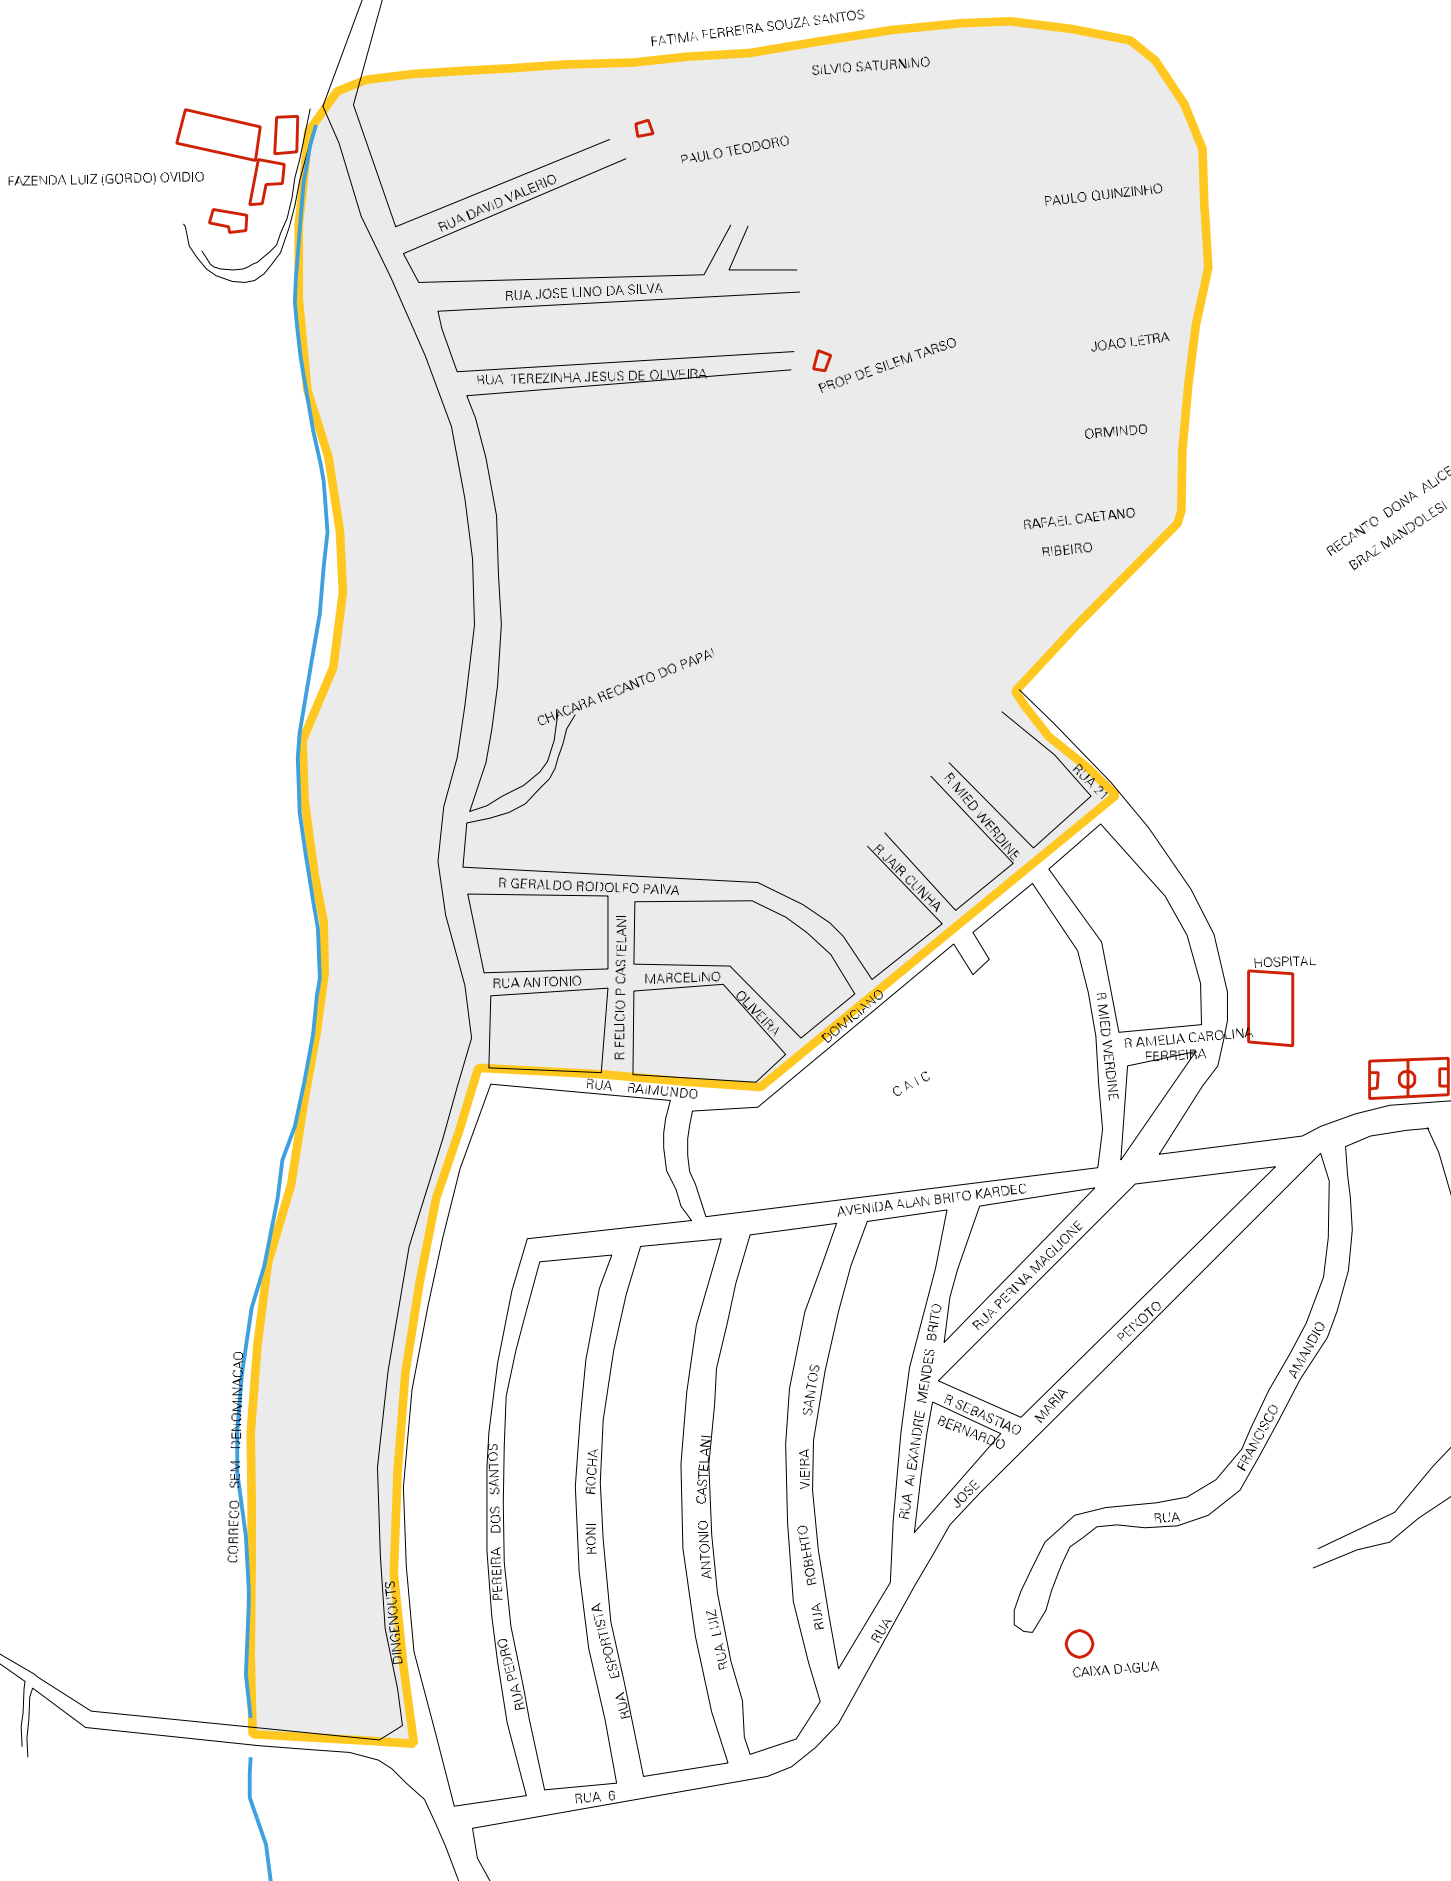 FATIMA FERREIRA SOUZA SANTOS
SILVIO SATURNINO
PAULO TEODORO
FAZENDA LUIZ (GORDO) OVIDIO
RUA DAVID VALERIO
PAULO QUINZINHO
RUA JOSE LINO DA SILVA
JOAO LETRA
PROP DE SILEM TARSO
RUA TEREZINHA JESUS DE OLIVEIRA
ORMINDO
RECANTO DONA ALICE
BRAZ MANDOLESI
RAFAEL CAETANO
RIBEIRO
CHACARA RECANTO DO PAPAI
RUA 21
R MIED WERDINE
R JAIR CUNHA
R GERALDO RODOLFO PAIVA
R FELICIO P CASTELANI
RUA ANTONIO
MARCELINO
OLIVEIRA
DOMICIANO
HOSPITAL
R MIED WERDINE
R AMELIA CAROLINA
FERREIRA
RUA RAIMUNDO
CAIC
AVENIDA ALAN BRITO KARDEC
RUA PERINA MAGLIONE
RUA ALEXANDRE MENDES BRITO
R SEBASTIAO
BERNARDO
RUA JOSE MARIA PEIXOTO
RUA FRANCISCO AMANDIO
CORREGO SEM DENOMINACAO
DINGENOUTS
RUA PEDRO PEREIRA DOS SANTOS
RUA ESPORTISTA RONI ROCHA
RUA LUIZ ANTONIO CASTELANI
RUA ROBERTO VIEIRA SANTOS
CAIXA DAGUA
RUA 6